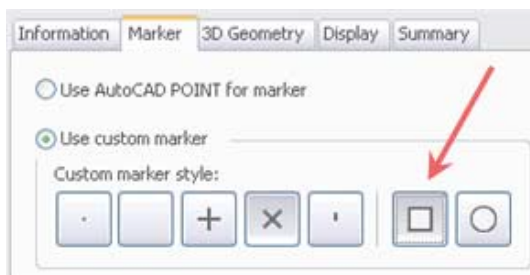 Information Marker 3D Geometry Display Summary
Use AutoCAD POINT for marker
Use custom marker
Custom marker style: